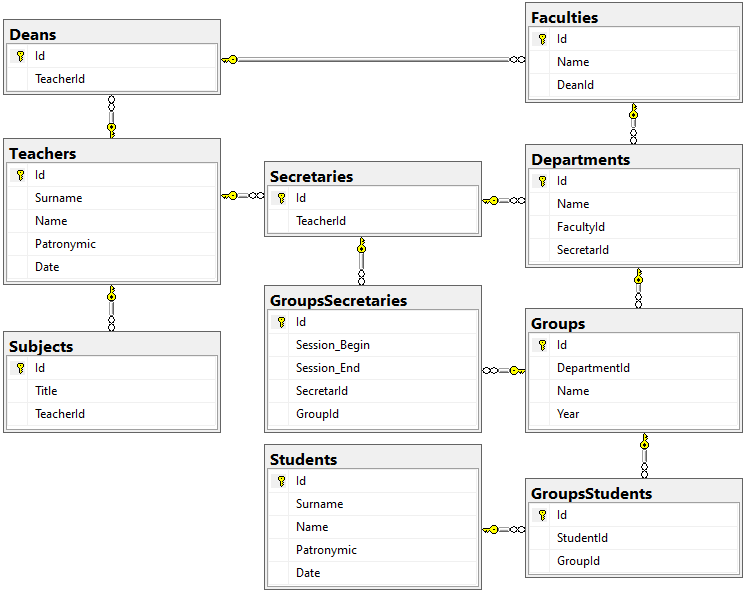 Deans
Id
TeacherId
Faculties
Id
Name
DeanId
Teachers
Id
Surname
Name
Patronymic
Date
Secretaries
Id
TeacherId
Departments
Id
Name
FacultyId
SecretarId
GroupsSecretaries
Id
Session_Begin
Session_End
SecretarId
GroupId
Groups
Id
DepartmentId
Name
Year
Subjects
Id
Title
TeacherId
Students
Id
Surname
Name
Patronymic
Date
GroupsStudents
Id
StudentId
GroupId